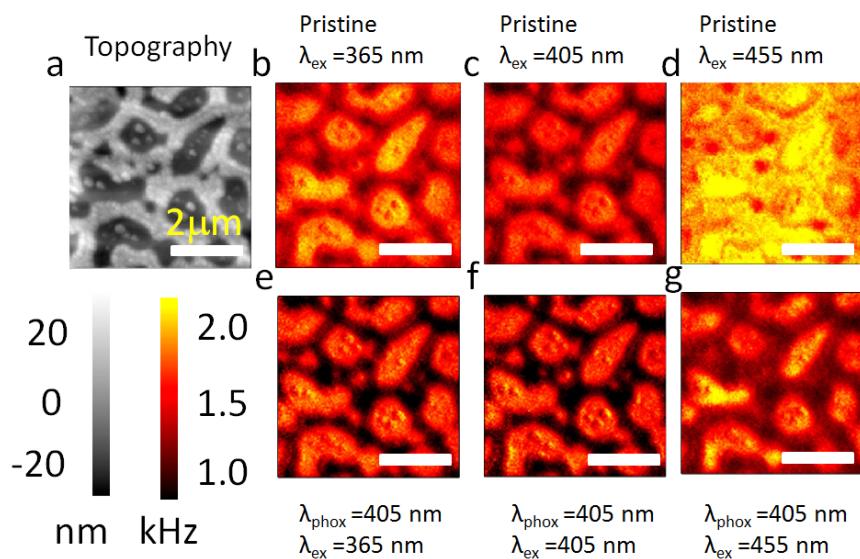 Pristine
λex =365 nm
Pristine
λex =405 nm
Pristine
λex =455 nm
Topography
a
b
c
d
2μm
e
f
g
20
0
-20
nm
2.0
1.5
1.0
kHz
λphox =405 nm
λex =365 nm
λphox =405 nm
λex =405 nm
λphox =405 nm
λex =455 nm